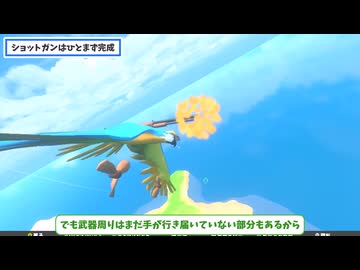 ショットガンはひとまず完成
でも武器周りはまだ手が行き届いていない部分もあるから